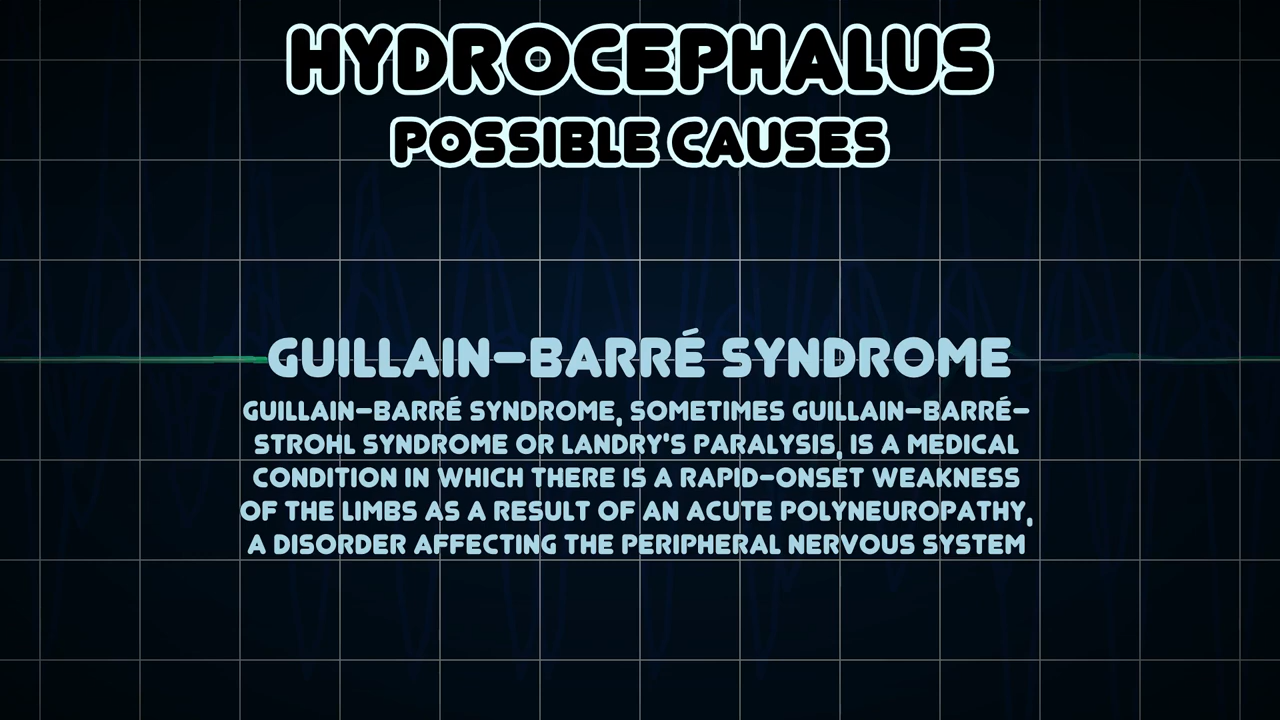 HYDROCEPHALUS
POSSIBLE CAUSES
GUILLAIN–BARRÉ SYNDROME
GUILLAIN–BARRÉ SYNDROME, SOMETIMES GUILLAIN–BARRÉ–
STROHL SYNDROME OR LANDRY'S PARALYSIS, IS A MEDICAL
CONDITION IN WHICH THERE IS A RAPID-ONSET WEAKNESS
OF THE LIMBS AS A RESULT OF AN ACUTE POLYNEUROPATHY,
A DISORDER AFFECTING THE PERIPHERAL NERVOUS SYSTEM